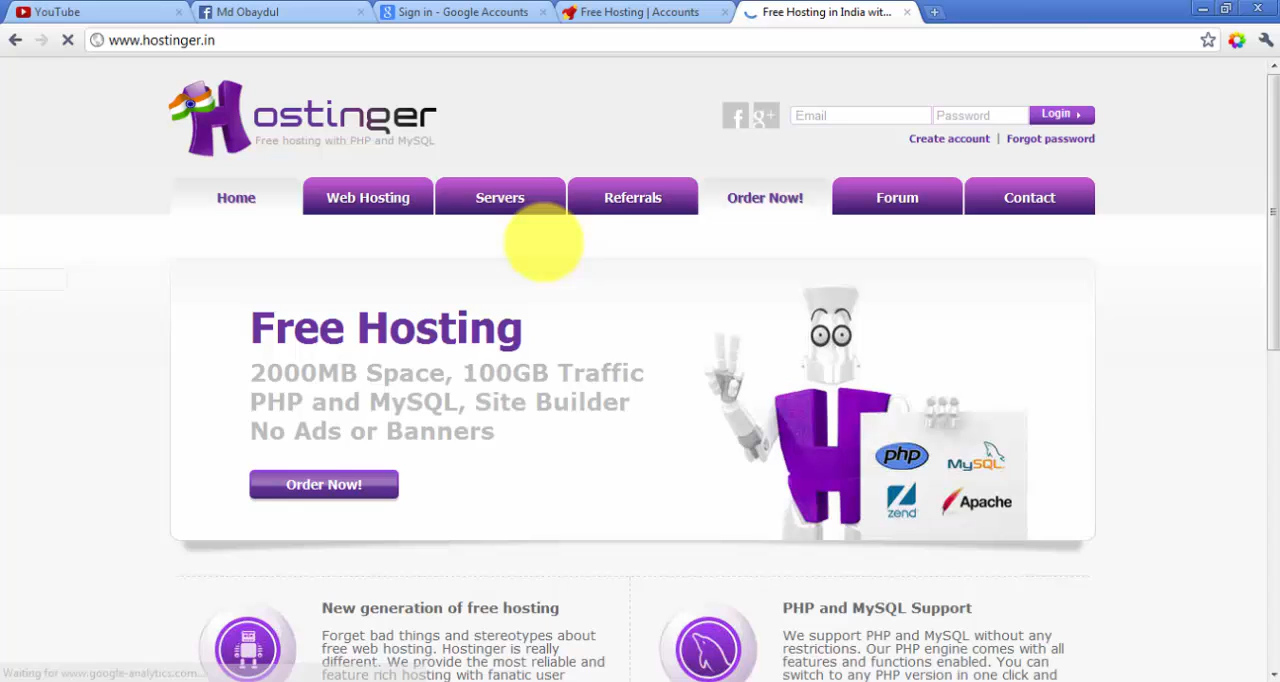 YouTube
Md Obaydul
Sign in - Google Accounts
Free Hosting | Accounts
Free Hosting in India wit...
www.hostinger.in
Hostinger
Free hosting with PHP and MySQL
f g+ Email Password Login
Create account | Forgot password
Home Web Hosting Servers Referrals Order Now! Forum Contact
Free Hosting
2000MB Space, 100GB Traffic
PHP and MySQL, Site Builder
No Ads or Banners
Order Now!
H
php MySQL
zend Apache
New generation of free hosting
Forget bad things and stereotypes about
free web hosting. Hostinger is really
different. We provide the most reliable and
feature rich hosting with fanatic user
PHP and MySQL Support
We support PHP and MySQL without any
restrictions. Our PHP engine comes with all
features and functions enabled. You can
switch to any PHP version in one click and
Waiting for www.google-analytics.com...